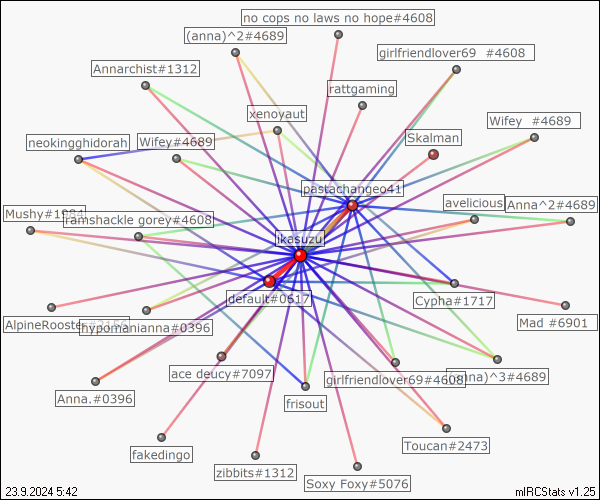 no cops no laws no hope#4608
(anna)^2#4689
girlfriendlover69 #4608
Annarchist#1312
rattgaming
xenoyaut
Wifey #4689
Skalman
Wifey#4689
neokingghidorah
pastachangeo41
avelicious
Anna^2#4689
Mushy#1984
ramshackle gorey#4608
ikasuzu
default#0617
Cypha#1717
AlpineRooster
hypomanianna#0396
Mad #6901
ace deucy#7097
girlfriendlover69#4608
)^3#4689
Anna.#0396
frisout
Toucan#2473
fakedingo
zibbits#1312
Soxy Foxy#5076
23.9.2024 5:42
mIRCStats v1.25